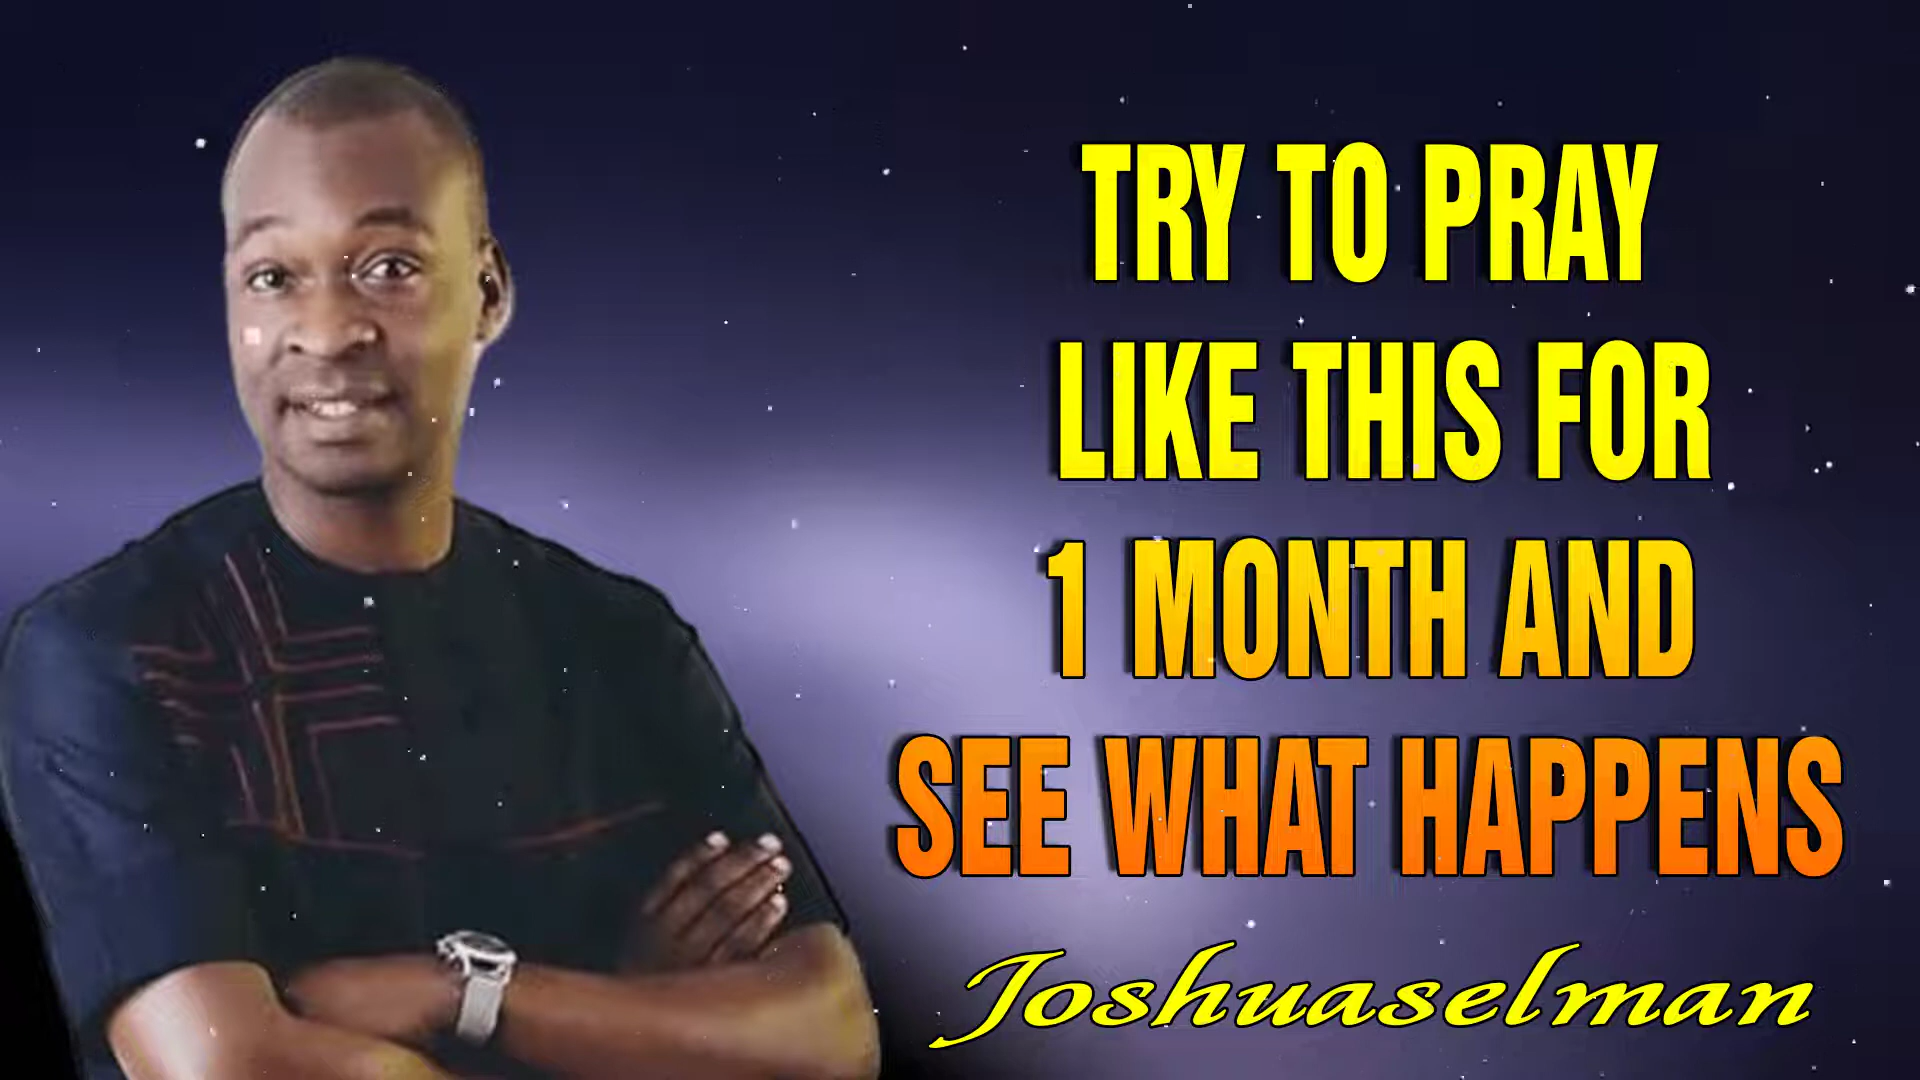 TRY TO PRAY
LIKE THIS FOR
1 MONTH AND
SEE WHAT HAPPENS
Joshuaselman